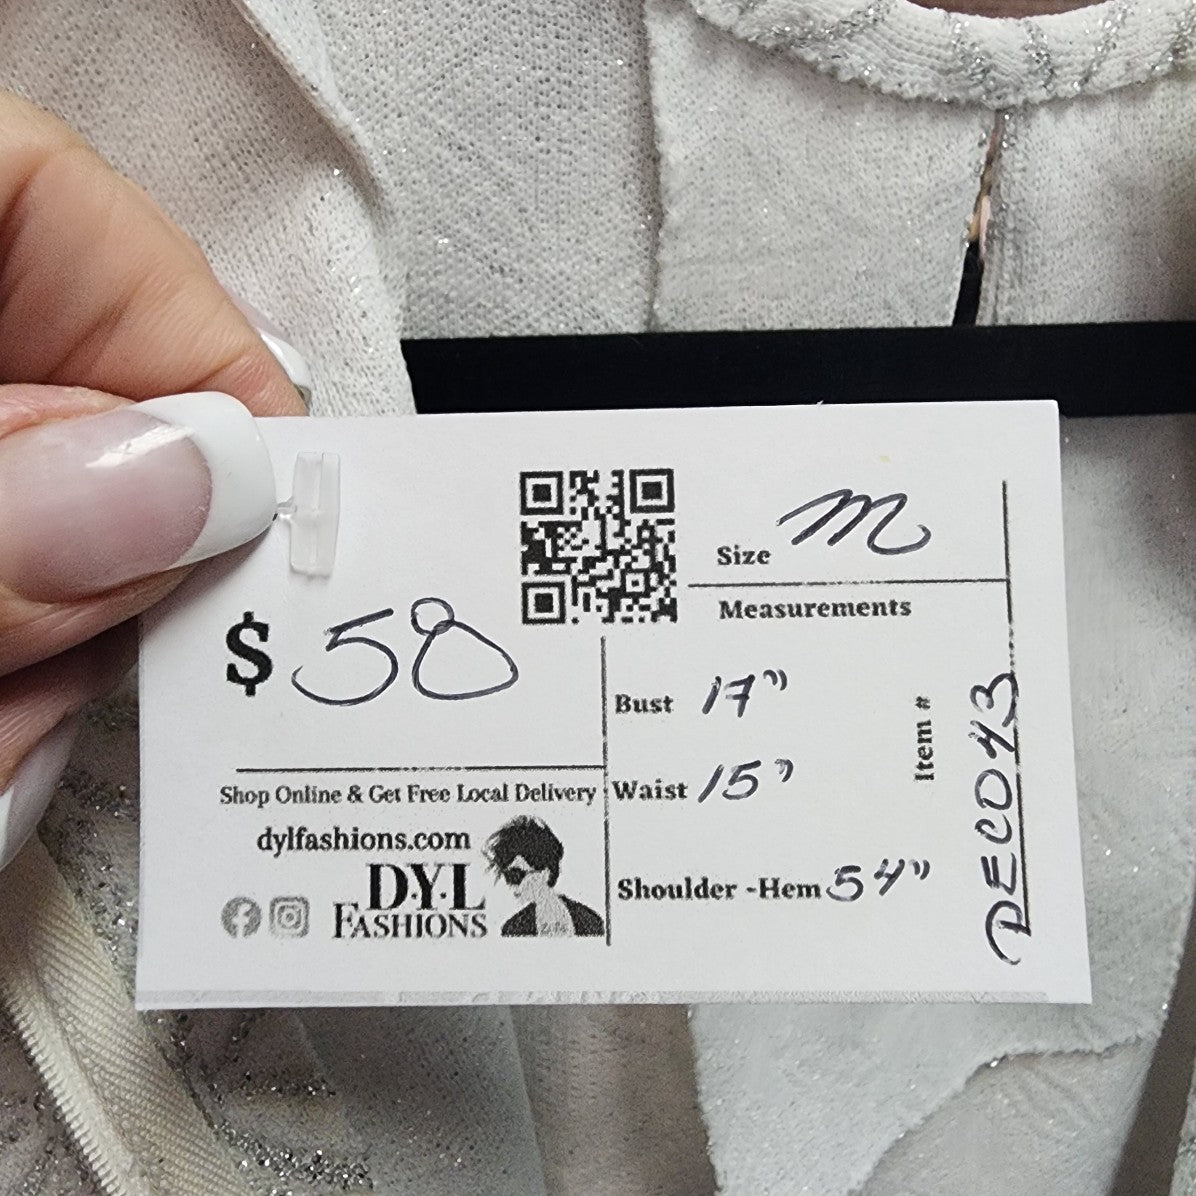 Size M
Measurements
$ 58
Bust 17"
Waist 15"
Shoulder -Hem 54"
Item # DEC043
Shop Online & Get Free Local Delivery
dylfashions.com
D.Y.L
FASHIONS